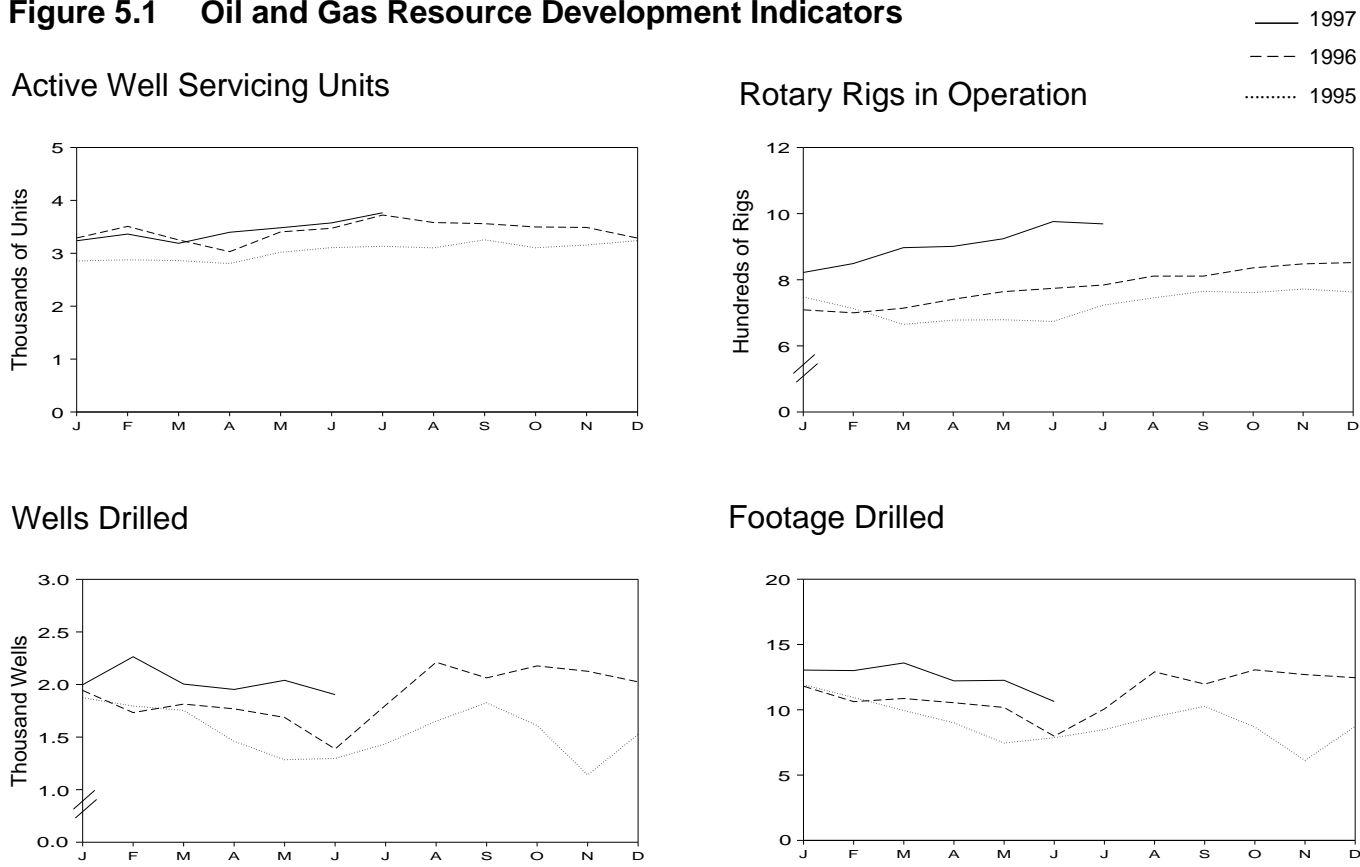 Figure 5.1 Oil and Gas Resource Development Indicators
1997
1996
1995
Active Well Servicing Units
Thousands of Units
5
4
3
2
1
0
J F M A M J J A S O N D
Rotary Rigs in Operation
Hundreds of Rigs
12
10
8
6
0
J F M A M J J A S O N D
Wells Drilled
Thousand Wells
3.0
2.5
2.0
1.5
1.0
0.0
J F M A M J J A S O N D
Footage Drilled
20
15
10
5
0
J F M A M J J A S O N D